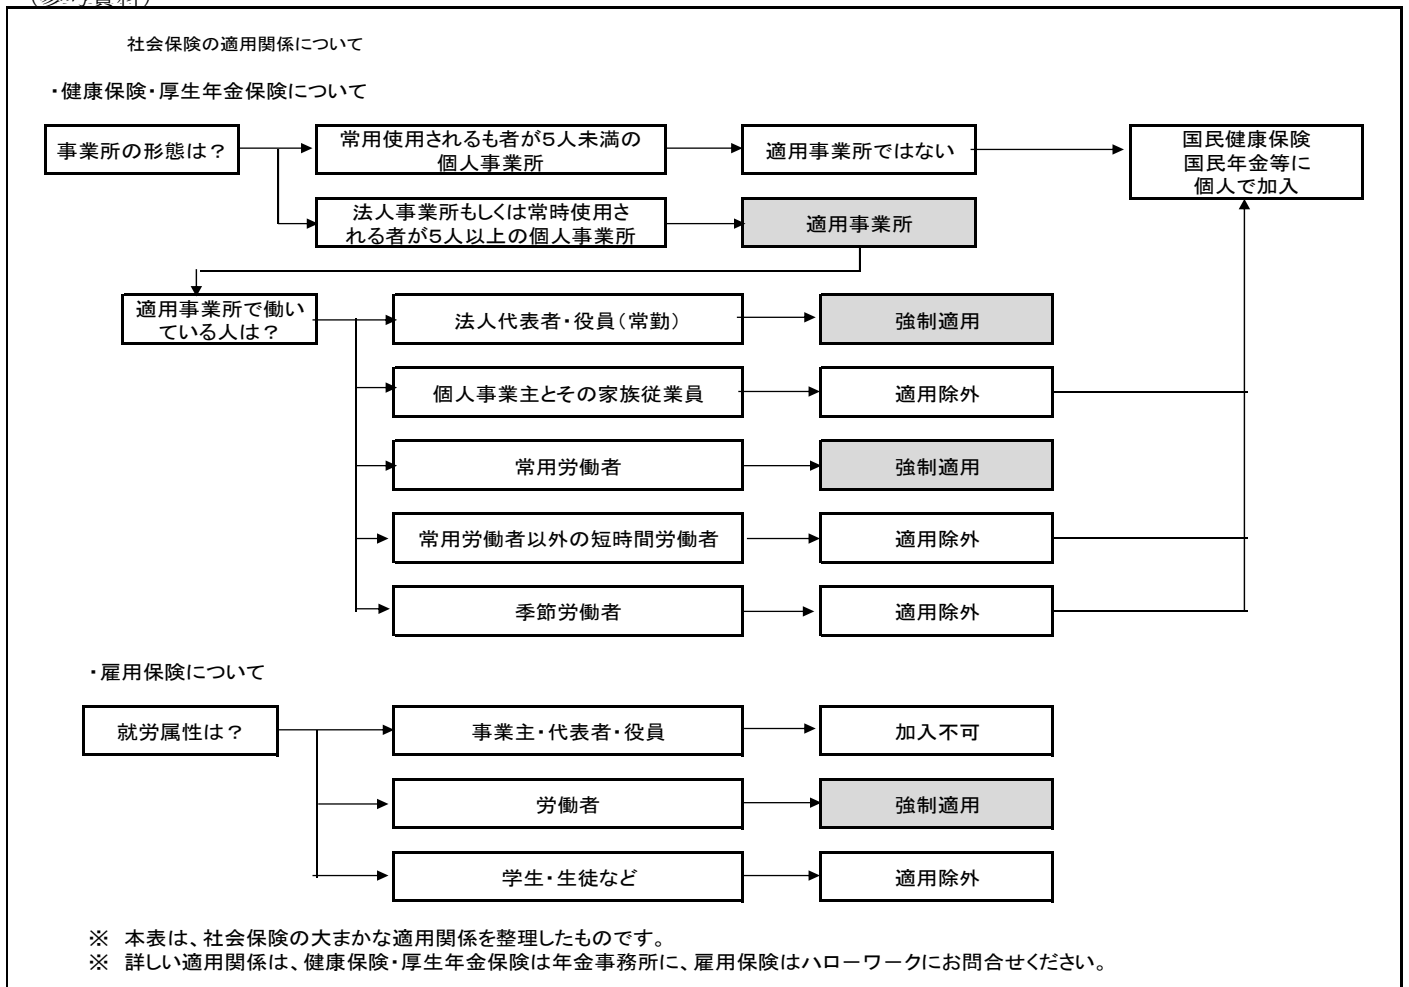 (参考資料)
社会保険の適用関係について
・健康保険・厚生年金保険について
事業所の形態は？
常用使用されるも者が５人未満の
個人事業所
適用事業所ではない
国民健康保険
国民年金等に
個人で加入
法人事業所もしくは常時使用さ
れる者が５人以上の個人事業所
適用事業所
適用事業所で働い
ている人は？
法人代表者・役員（常勤）
強制適用
個人事業主とその家族従業員
適用除外
常用労働者
強制適用
常用労働者以外の短時間労働者
適用除外
季節労働者
適用除外
・雇用保険について
就労属性は？
事業主・代表者・役員
加入不可
労働者
強制適用
学生・生徒など
適用除外
※ 本表は、社会保険の大まかな適用関係を整理したものです。
※ 詳しい適用関係は、健康保険・厚生年金保険は年金事務所に、雇用保険はハローワークにお問合せください。